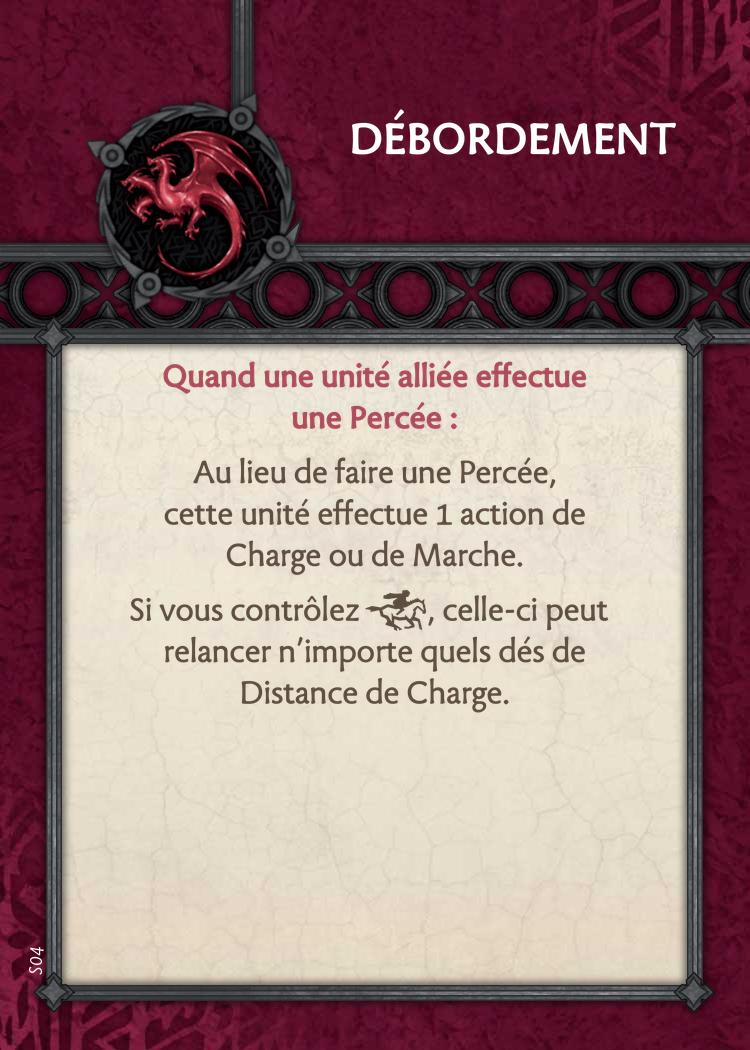 DÉBORDEMENT
Quand une unité alliée effectue
une Percée :
Au lieu de faire une Percée,
cette unité effectue 1 action de
Charge ou de Marche.
Si vous contrôlez , celle-ci peut
relancer n’importe quels dés de
Distance de Charge.
S04